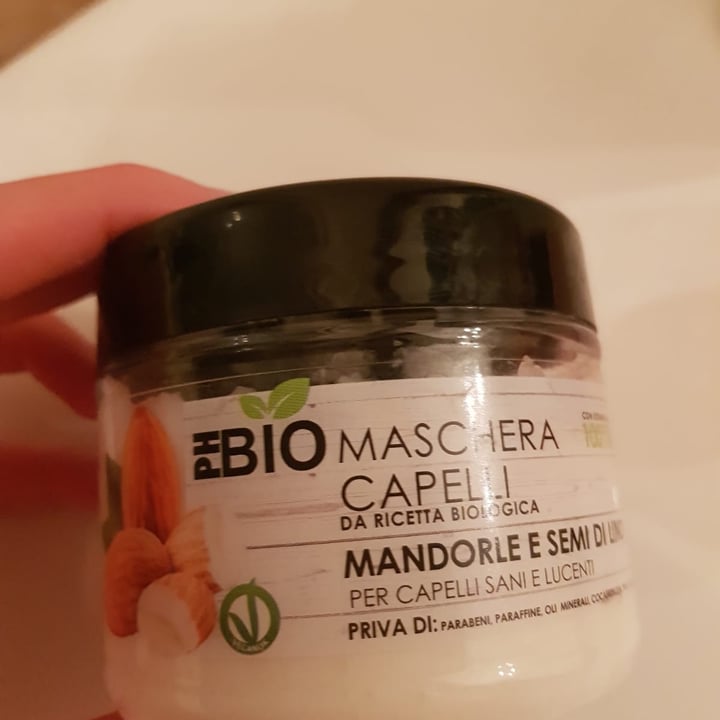 PH BIO MASCHERA
CAPELLI
DA RICETTA BIOLOGICA
MANDORLE E SEMI DI LINO
PER CAPELLI SANI E LUCENTI
PRIVA DI: PARABENI, PARAFFINE, OLI MINERALI,